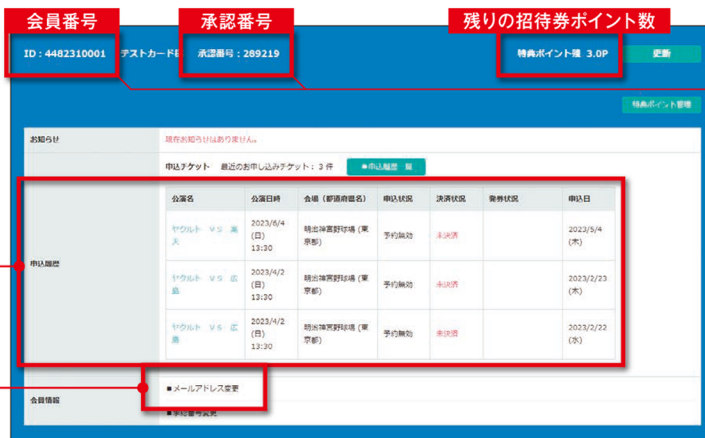 会員番号
承認番号
残りの招待券ポイント数
ID：4482310001
テストカード
承認番号：289219
特典ポイント残 3.0P
更新
特典ポイント管理
お知らせ
現在お知らせはありません。
申込チケット 最近のお申し込みチケット：3 件
申込履歴一覧
公演名 公演日時 会場（都道府県名） 申込状況 決済状況 発券状況 申込日
ヤクルト VS 楽天 2023/6/4 (日) 13:30 明治神宮野球場 (東京都) 予約無効 未決済 2023/5/4 (木)
申込履歴
ヤクルト VS 広島 2023/4/2 (日) 13:30 明治神宮野球場 (東京都) 予約無効 未決済 2023/2/23 (木)
ヤクルト VS 広島 2023/4/2 (日) 13:30 明治神宮野球場 (東京都) 予約無効 未決済 2023/2/22 (水)
会員情報
■メールアドレス変更
■承認番号変更